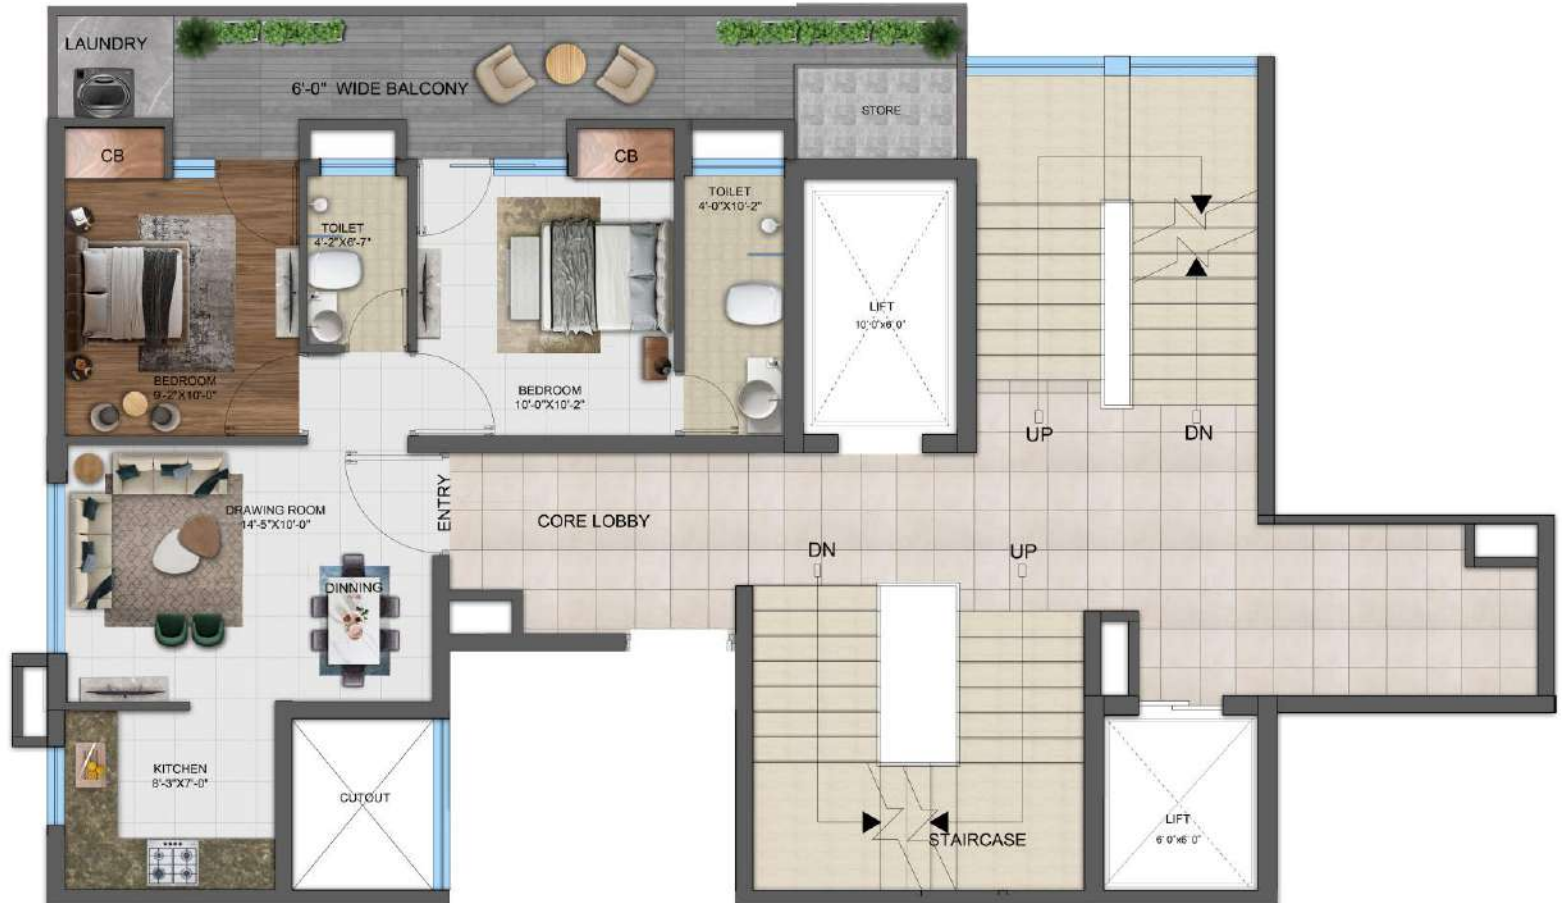 LAUNDRY
6'-0" WIDE BALCONY
STORE
CB
CB
TOILET
4'-2"X6'-7"
TOILET
4'-0"X10'-2"
LIFT
10'-0"x6'0"
BEDROOM
9'-2"X10'-0"
BEDROOM
10'-0"X10'-2"
UP
DN
ENTRY
CORE LOBBY
DRAWING ROOM
14'-5"X10'-0"
DN
UP
DINNING
KITCHEN
8'-3"X7'-0"
CUTOUT
STAIRCASE
LIFT
6'0"x6'0"